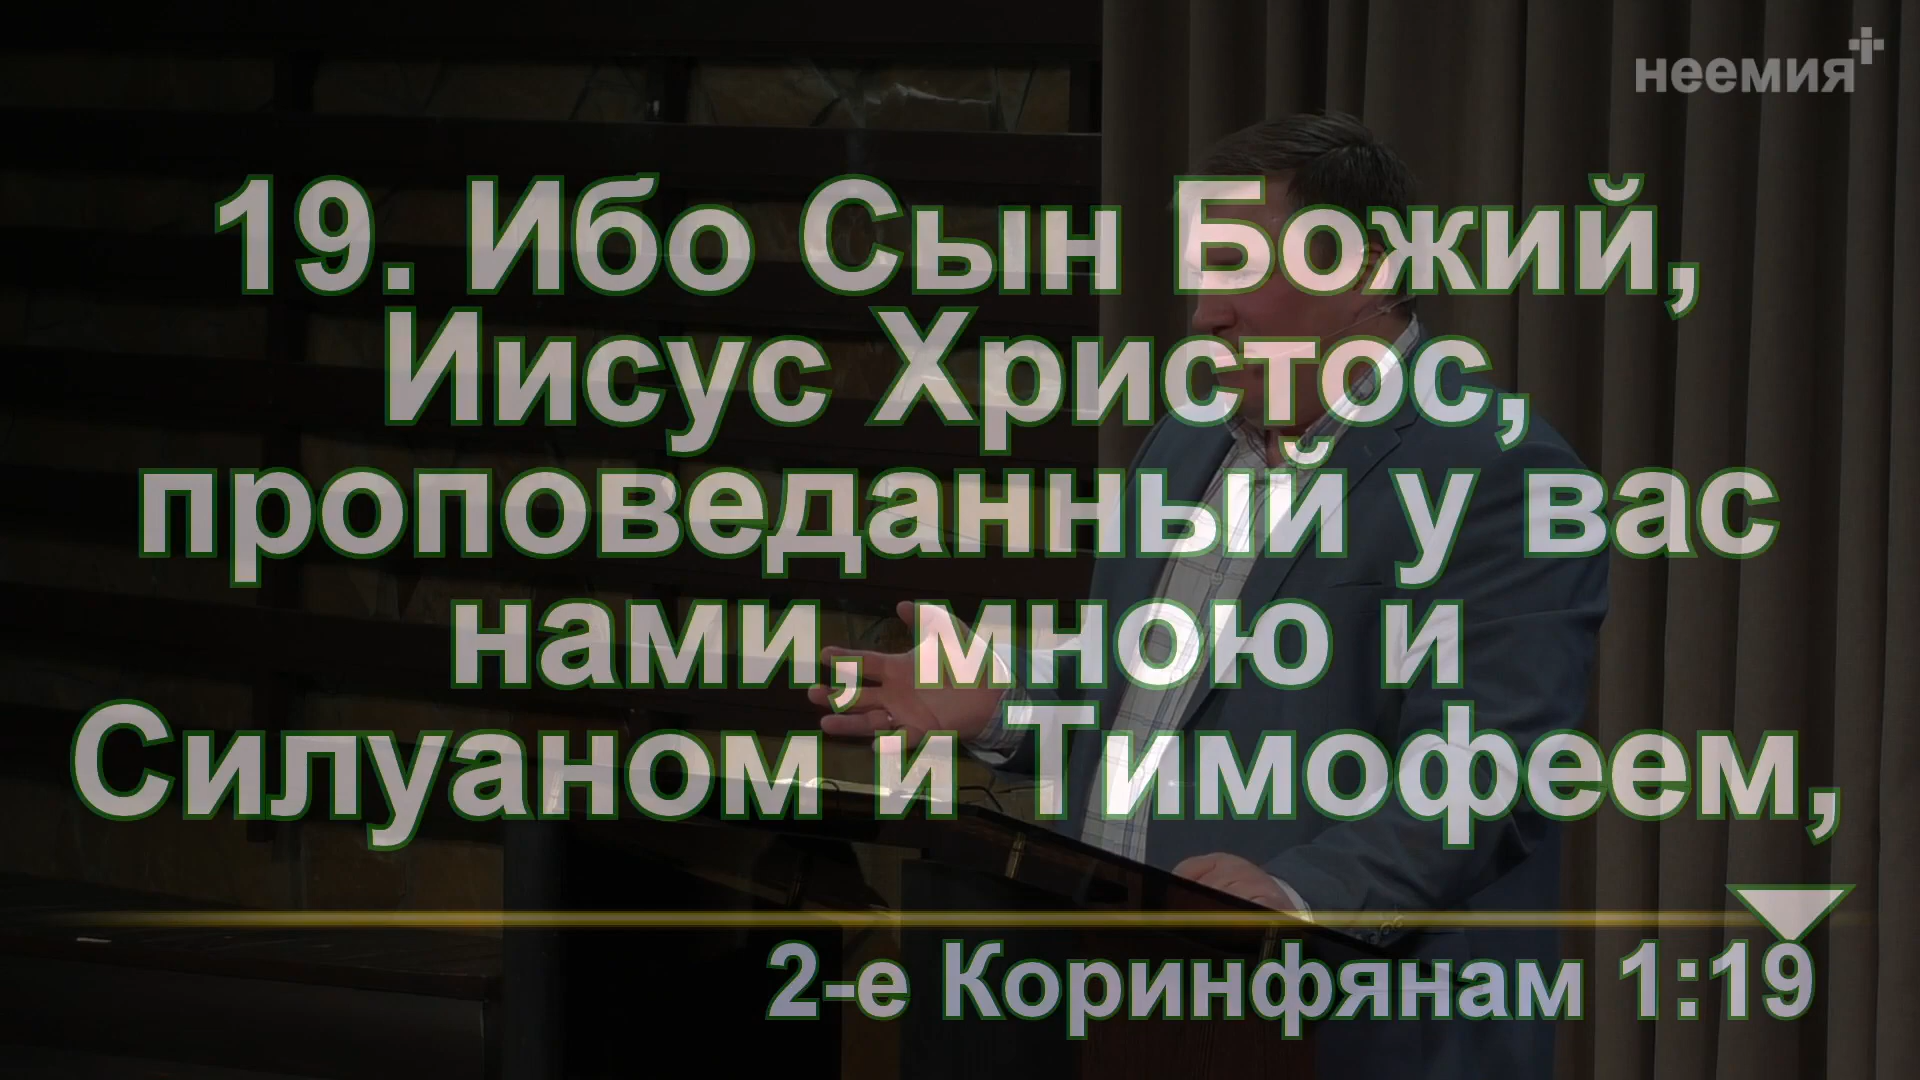 неемия
19. Ибо Сын Божий,
Иисус Христос,
проповеданный у вас
нами, мною и
Силуаном и Тимофеем,
2-е Коринфянам 1:19